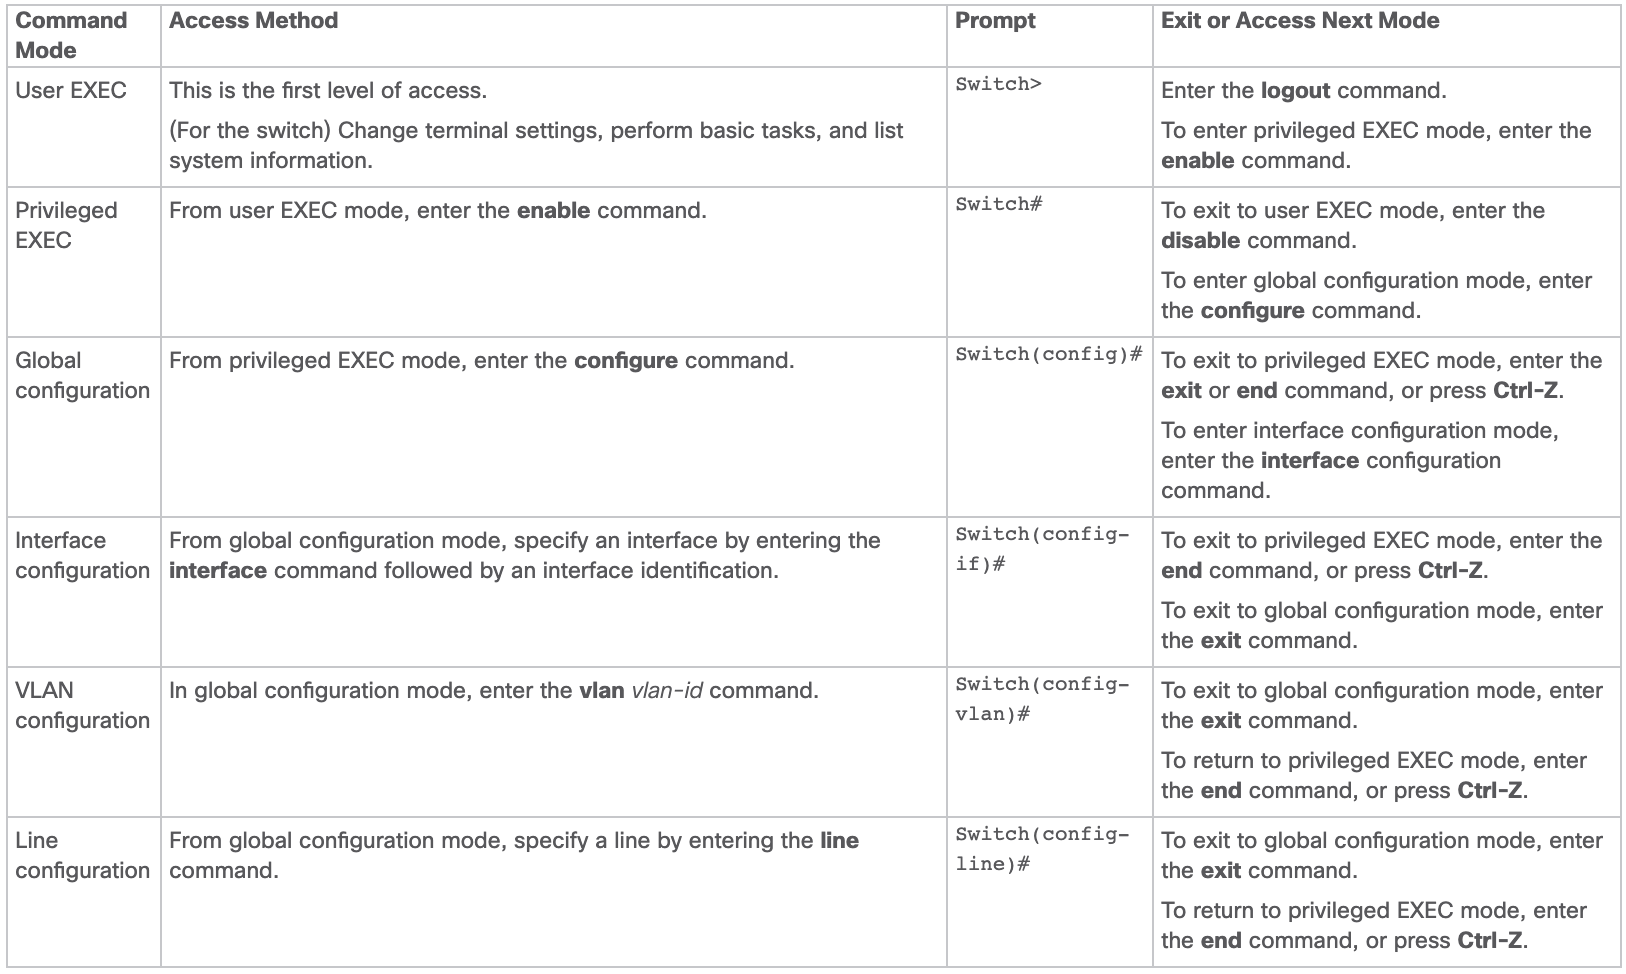 Command Mode
Access Method
Prompt
Exit or Access Next Mode
User EXEC
This is the first level of access.
(For the switch) Change terminal settings, perform basic tasks, and list
system information.
Switch>
Enter the logout command.
To enter privileged EXEC mode, enter the
enable command.
Privileged
EXEC
From user EXEC mode, enter the enable command.
Switch#
To exit to user EXEC mode, enter the
disable command.
To enter global configuration mode, enter
the configure command.
Global
configuration
From privileged EXEC mode, enter the configure command.
Switch(config)#
To exit to privileged EXEC mode, enter the
exit or end command, or press Ctrl-Z.
To enter interface configuration mode,
enter the interface configuration
command.
Interface
configuration
From global configuration mode, specify an interface by entering the
interface command followed by an interface identification.
Switch(config-
if)#
To exit to privileged EXEC mode, enter the
end command, or press Ctrl-Z.
To exit to global configuration mode, enter
the exit command.
VLAN
configuration
In global configuration mode, enter the vlan vlan-id command.
Switch(config-
vlan)#
To exit to global configuration mode, enter
the exit command.
To return to privileged EXEC mode, enter
the end command, or press Ctrl-Z.
Line
configuration
From global configuration mode, specify a line by entering the line
command.
Switch(config-
line)#
To exit to global configuration mode, enter
the exit command.
To return to privileged EXEC mode, enter
the end command, or press Ctrl-Z.